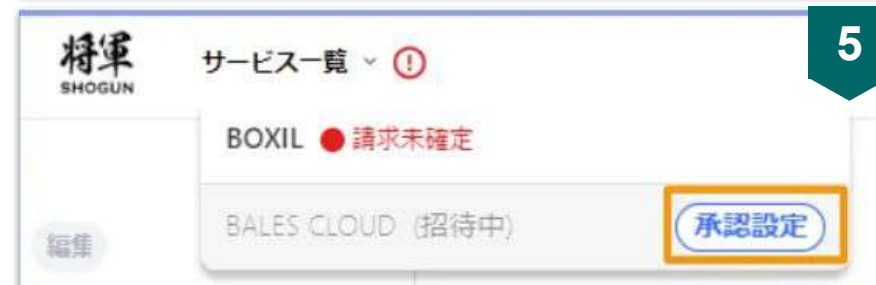 5
将軍
SHOGUN
サービス一覧
BOXIL 請求未確定
BALES CLOUD (招待中) 承認設定
編集